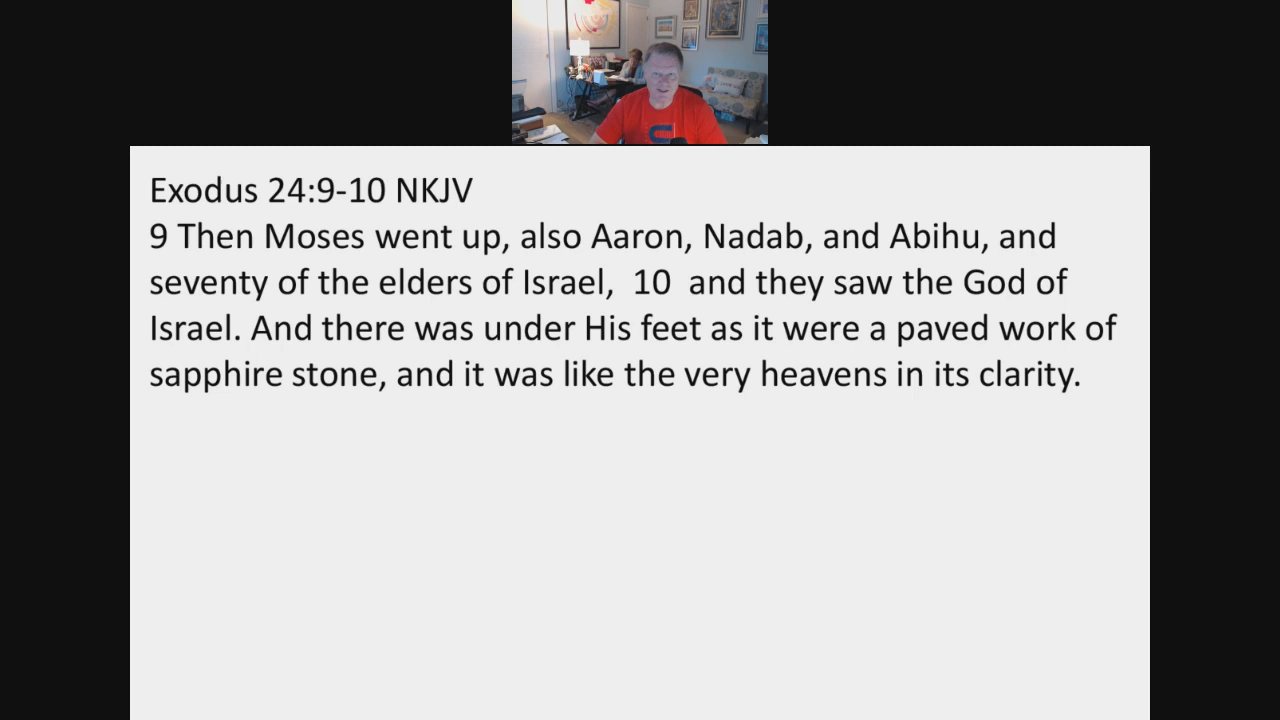 Exodus 24:9-10 NKJV
9 Then Moses went up, also Aaron, Nadab, and Abihu, and
seventy of the elders of Israel,  10  and they saw the God of
Israel. And there was under His feet as it were a paved work of
sapphire stone, and it was like the very heavens in its clarity.